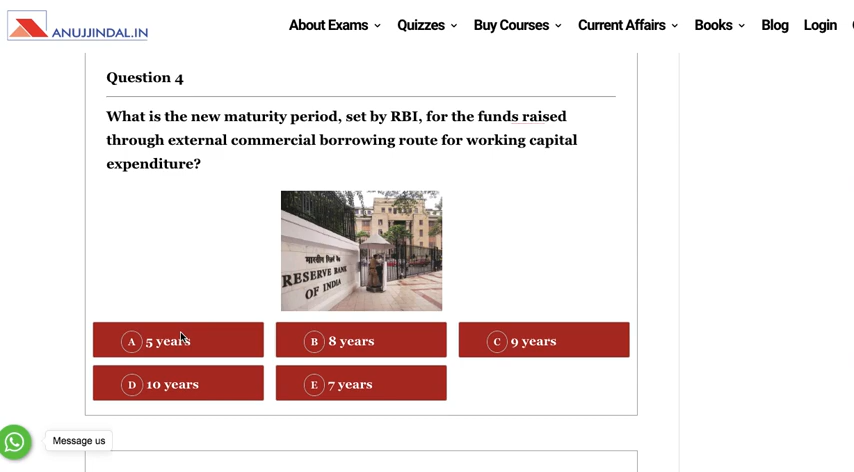 ANUJJINDAL.IN
About Exams Quizzes Buy Courses Current Affairs Books Blog Login
Question 4
What is the new maturity period, set by RBI, for the funds raised
through external commercial borrowing route for working capital
expenditure?
भारतीय रिज़र्व बैंक
RESERVE BANK
OF INDIA
A 5 years
B 8 years
C 9 years
D 10 years
E 7 years
Message us